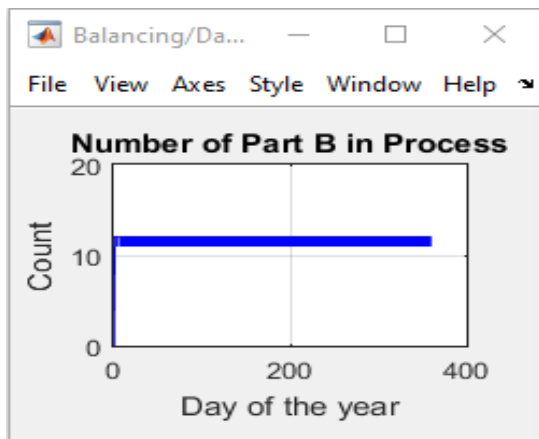 Balancing/Da...
File View Axes Style Window Help
Number of Part B in Process
20
10
0
Count
0 200 400
Day of the year